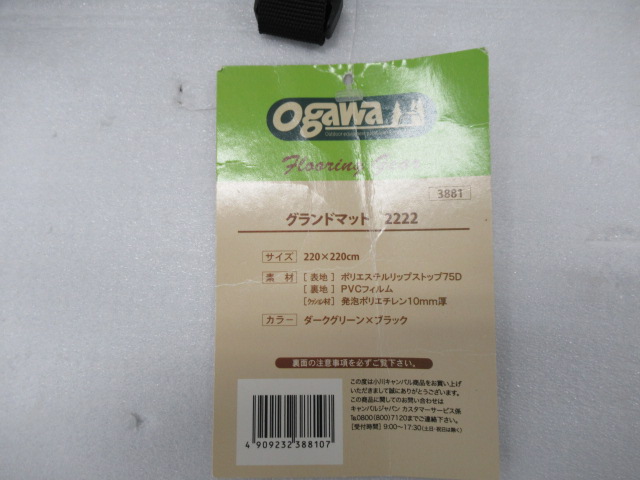 Ogawa
Flooring Gear
3881
グランドマット 2222
サイズ 220×220cm
素材 [表地] ポリエステルリップストップ75D
[裏地] PVCフィルム
[クッション材] 発泡ポリエチレン10mm厚
カラー ダークグリーン×ブラック
裏面の注意事項を必ずご覧下さい。
この度は小川キャンパル商品をお買い上げ
いただきまして誠にありがとうございます。
この商品に関してのお問い合わせは
キャンパルジャパン カスタマーサービス係
℡0800(800)7120までご連絡下さい。
[受付時間] 9:00〜17:30(土日・祝日は除く)
4 909232 388107